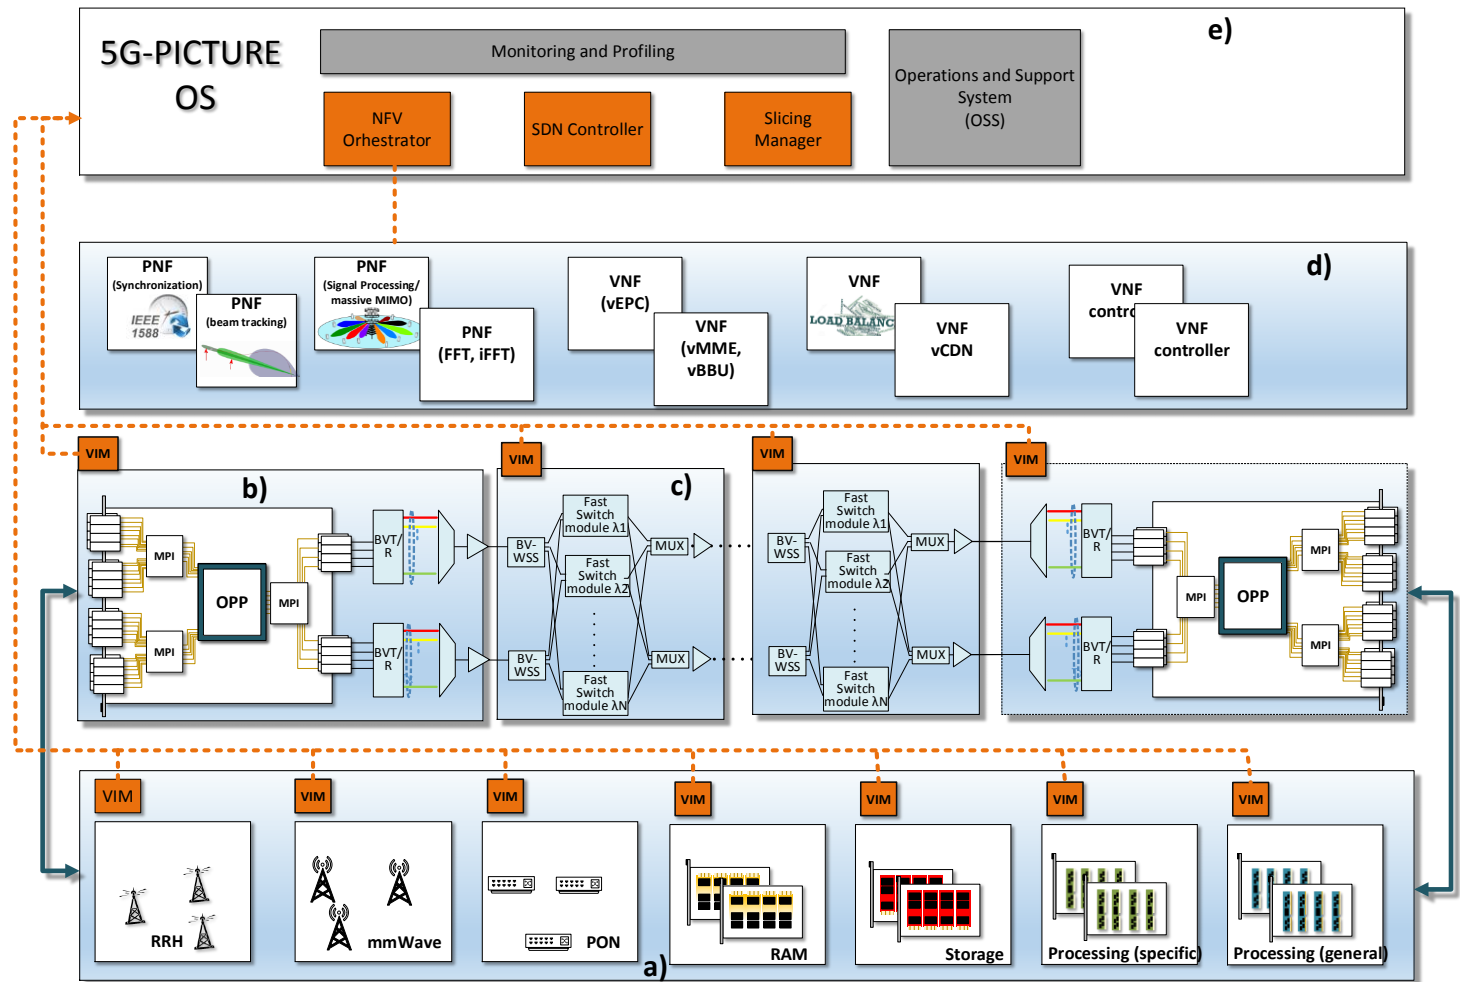 e)
5G-PICTURE
OS
Monitoring and Profiling
Operations and Support
System
(OSS)
NFV
Orhestrator
SDN Controller
Slicing
Manager
d)
PNF
(Synchronization)
IEEE
1588
PNF
(beam tracking)
PNF
(Signal Processing/
massive MIMO)
PNF
(FFT, iFFT)
VNF
(vEPC)
VNF
(vMME,
vBBU)
VNF
LOAD BALANC
VNF
vCDN
VNF
contro
VNF
controller
VIM
VIM
VIM
VIM
b)
MPI
MPI
OPP
MPI
BVT/
R
BVT/
R
c)
BV-
WSS
BV-
WSS
Fast
Switch
module λ1
Fast
Switch
module λ2
Fast
Switch
module λN
MUX
MUX
BV-
WSS
BV-
WSS
Fast
Switch
module λ1
Fast
Switch
module λ2
Fast
Switch
module λN
MUX
MUX
BVT/
R
BVT/
R
MPI
OPP
MPI
MPI
VIM
VIM
VIM
VIM
VIM
VIM
VIM
RRH
mmWave
PON
RAM
Storage
Processing (specific)
Processing (general)
a)